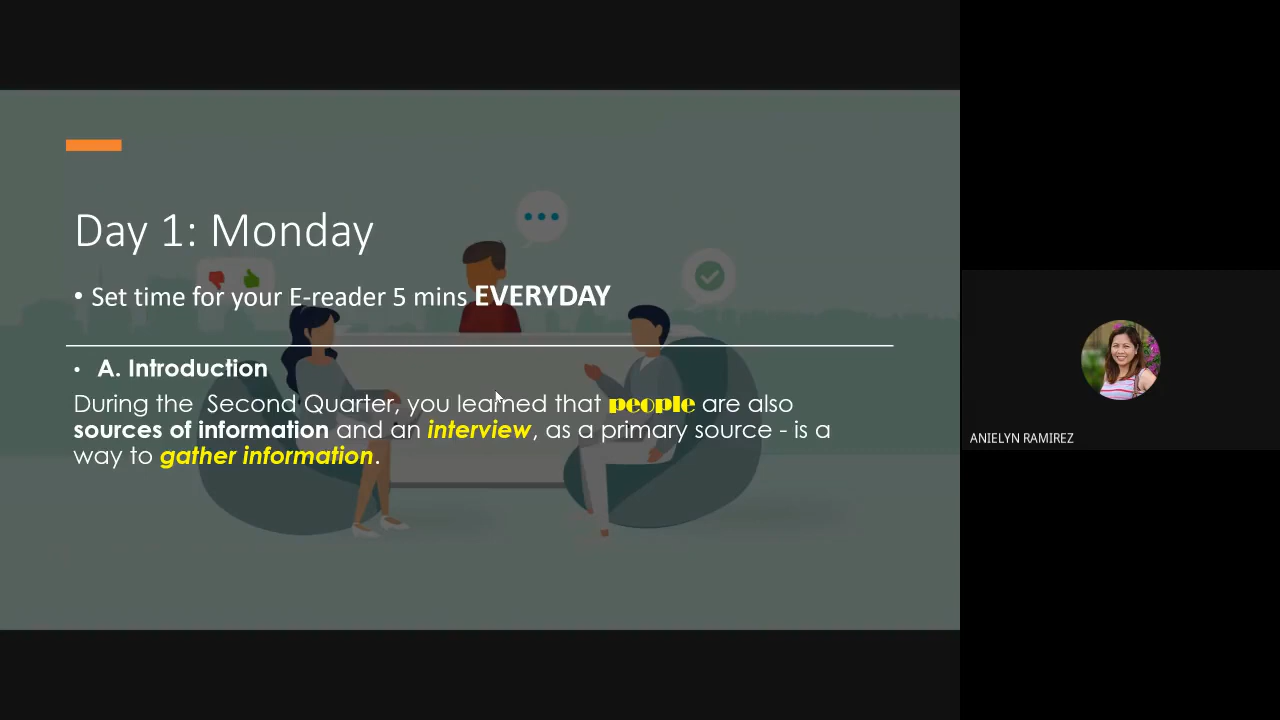 Day 1: Monday
• Set time for your E-reader 5 mins EVERYDAY
• A. Introduction
During the Second Quarter, you learned that people are also
sources of information and an interview, as a primary source - is a
way to gather information.
ANIELYN RAMIREZ